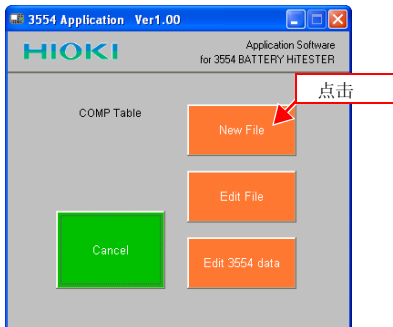 3554 Application Ver1.00
HIOKI
Application Software
for 3554 BATTERY HiTESTER
点击
COMP Table
New File
Edit File
Cancel
Edit 3554 data